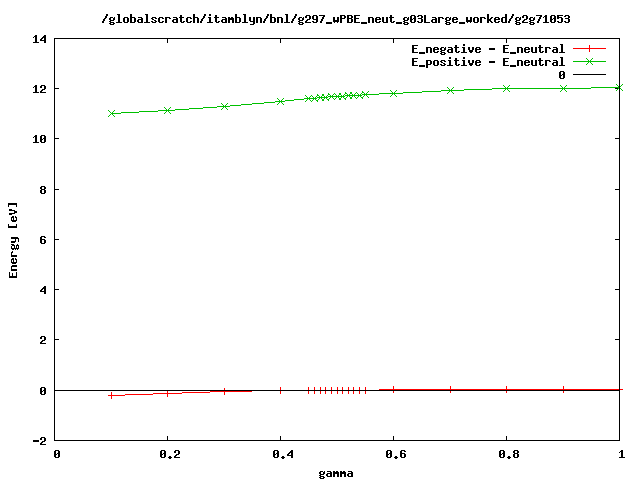 /globalscratch/itamblyn/bnl/g297_wPBE_neut_g03Large_worked/g2g71053
E_negative - E_neutral
E_positive - E_neutral
0
14
12
10
8
6
4
2
0
-2
Energy [eV]
0 0.2 0.4 0.6 0.8 1
gamma